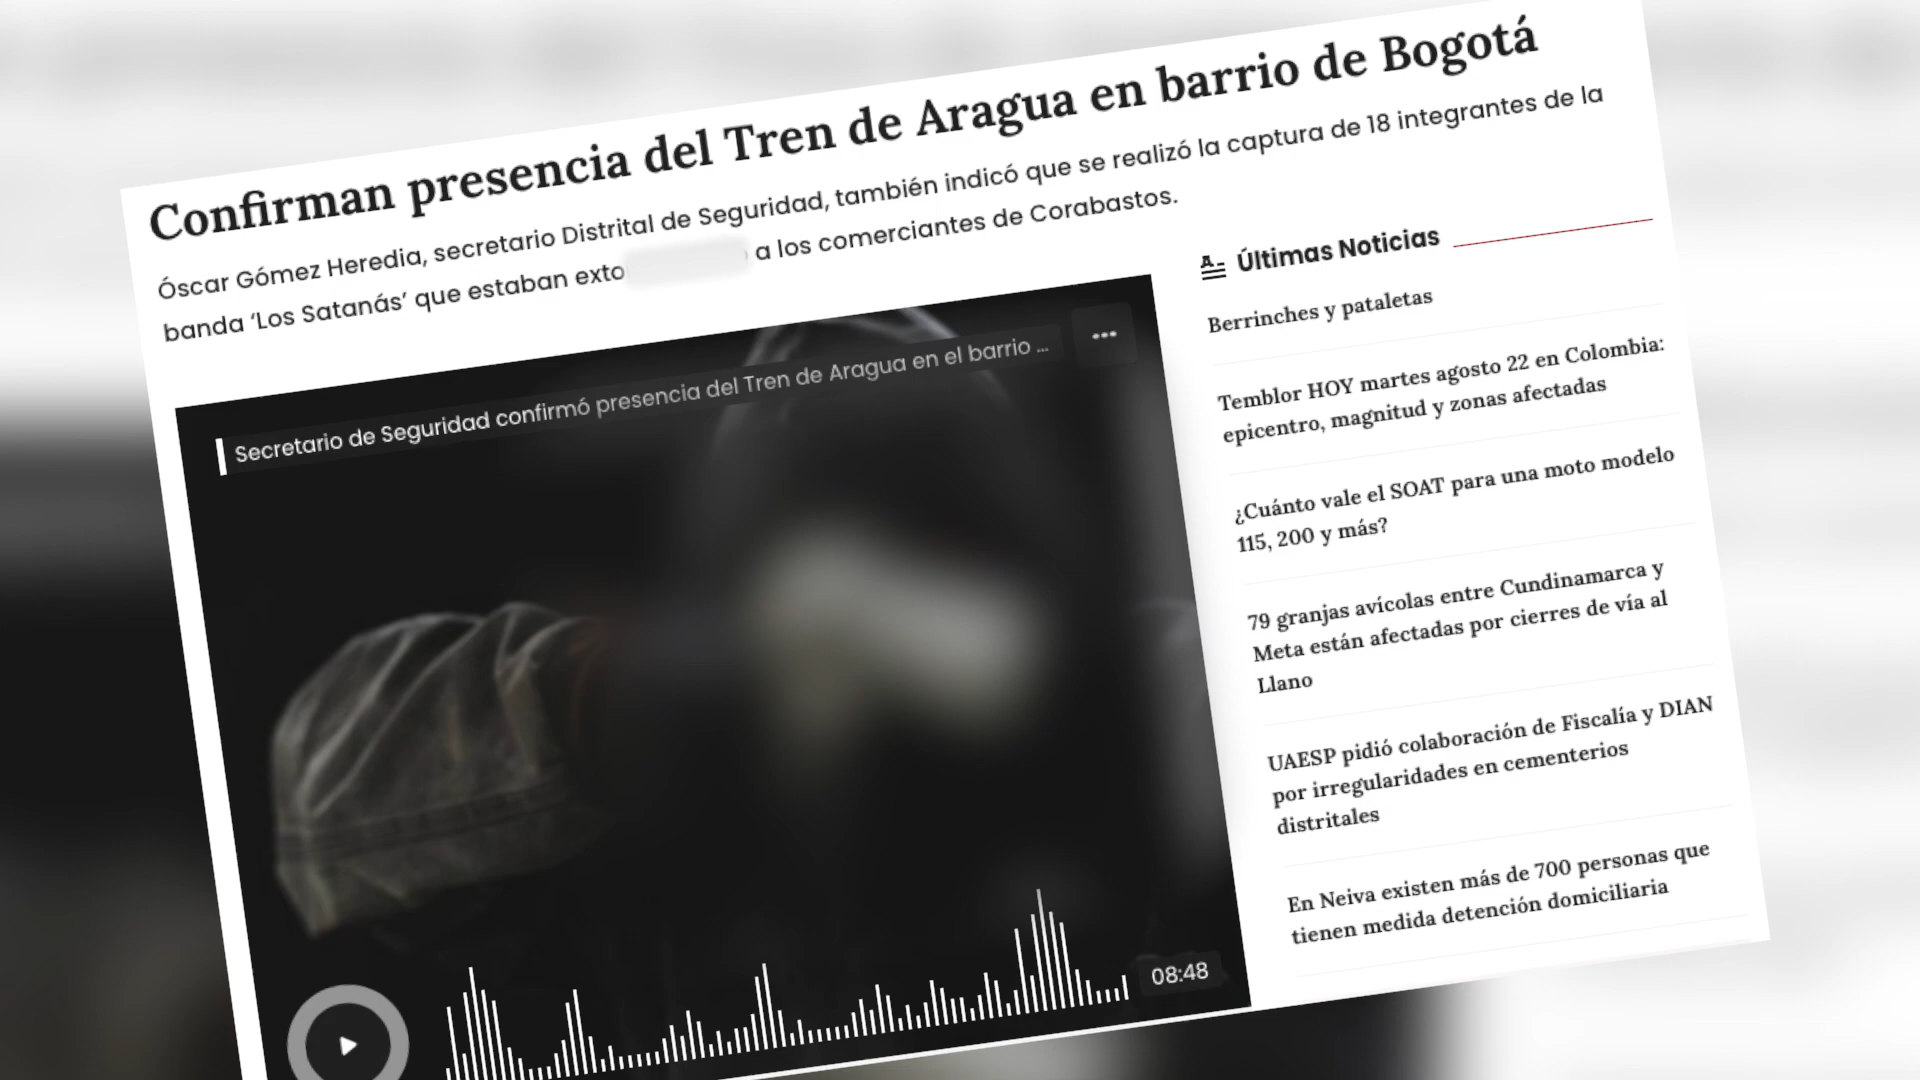 Confirman presencia del Tren de Aragua en barrio de Bogotá
Óscar Gómez Heredia, secretario Distrital de Seguridad, también indicó que se realizó la captura de 18 integrantes de la
banda ‘Los Satanás’ que estaban exto a los comerciantes de Corabastos.
Secretario de Seguridad confirmó presencia del Tren de Aragua en el barrio ...
08:48
Últimas Noticias
Berrinches y pataletas
Temblor HOY martes agosto 22 en Colombia:
epicentro, magnitud y zonas afectadas
¿Cuánto vale el SOAT para una moto modelo
115, 200 y más?
79 granjas avícolas entre Cundinamarca y
Meta están afectadas por cierres de vía al
Llano
UAESP pidió colaboración de Fiscalía y DIAN
por irregularidades en cementerios
distritales
En Neiva existen más de 700 personas que
tienen medida detención domiciliaria